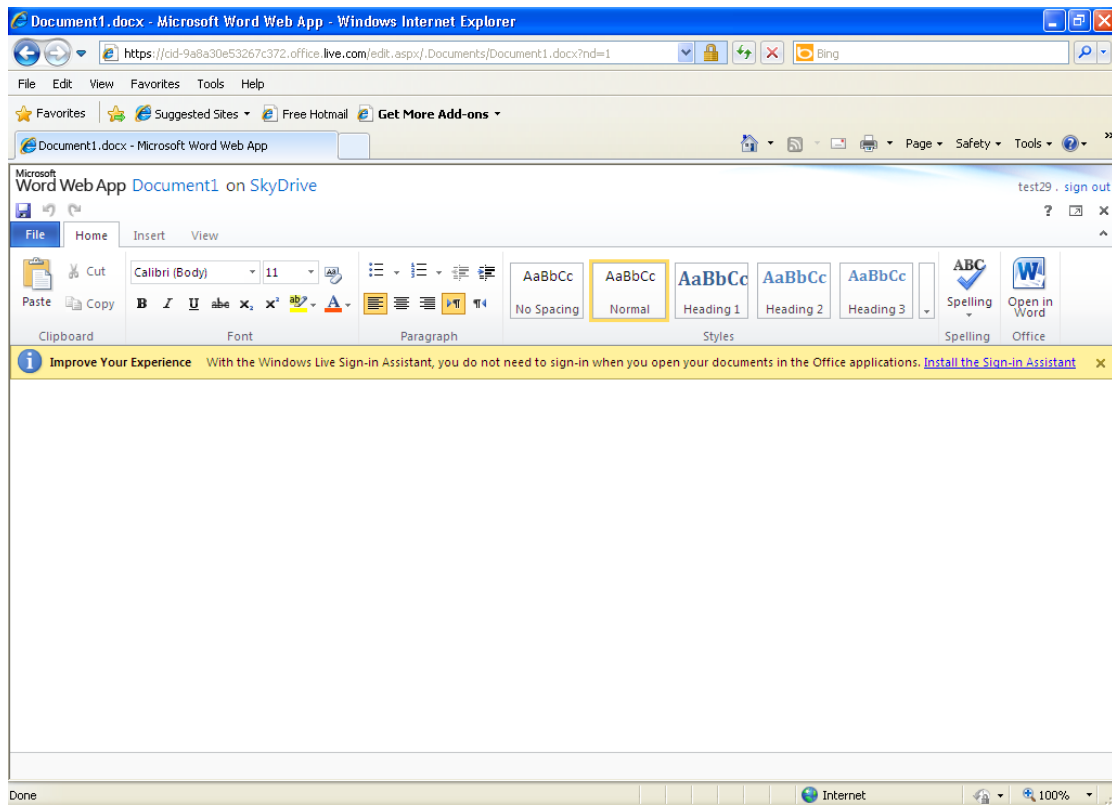 Document1.docx - Microsoft Word Web App - Windows Internet Explorer
https://cid-9a8a30e53267c372.office.live.com/edit.aspx/.Documents/Document1.docx?nd=1
Bing
File Edit View Favorites Tools Help
Favorites Suggested Sites Free Hotmail Get More Add-ons
Document1.docx - Microsoft Word Web App Page Safety Tools »
Microsoft
Word Web App Document1 on SkyDrive test29 . sign out
File Home Insert View
Cut Calibri (Body) 11
Paste Copy B I U abc x₂ x² ab A
AaBbCc AaBbCc AaBbCc AaBbCc AaBbCc ABC W
No Spacing Normal Heading 1 Heading 2 Heading 3 Spelling Open in Word
Clipboard Font Paragraph Styles Spelling Office
Improve Your Experience With the Windows Live Sign-in Assistant, you do not need to sign-in when you open your documents in the Office applications. Install the Sign-in Assistant
Done Internet 100%